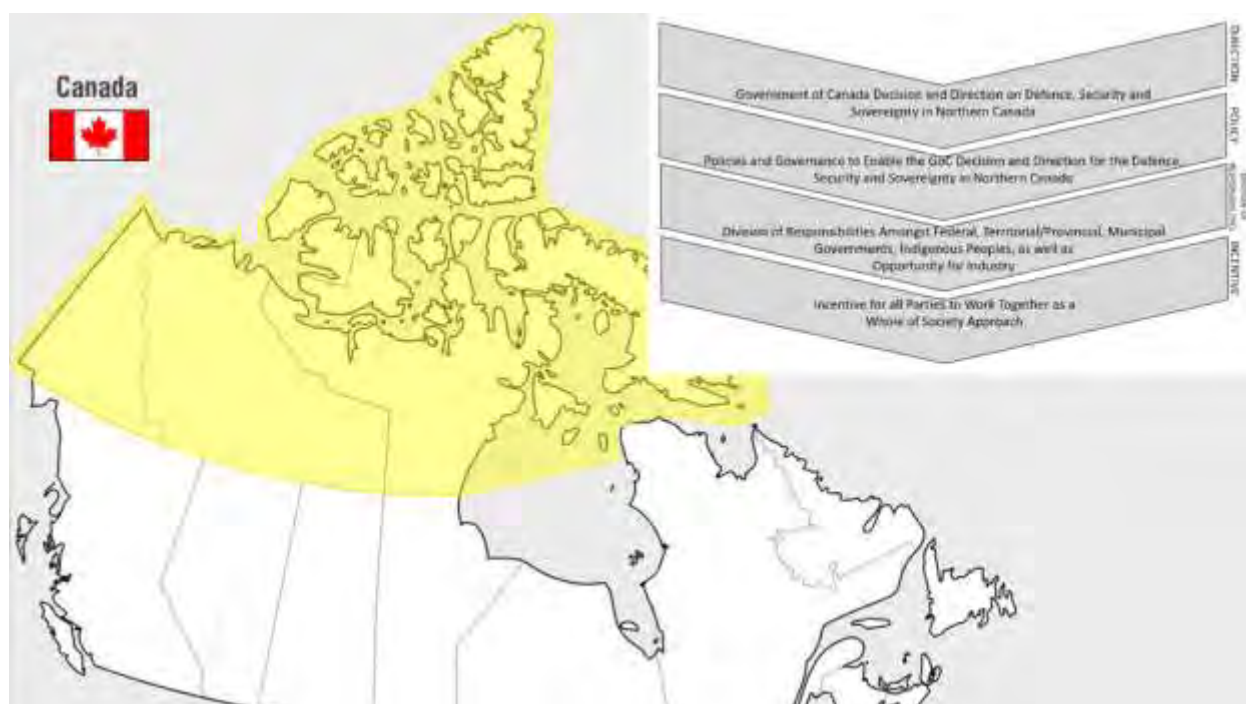 Canada
DIRECTION
Government of Canada Decision and Direction on Defence, Security and
Sovereignty in Northern Canada
POLICY
Policies and Governance to Enable the GoC Decision and Direction for the Defence,
Security and Sovereignty in Northern Canada
Division of Responsibilities Amongst Federal, Territorial/Provincial, Municipal
Governments, Indigenous Peoples, as well as
Opportunity for Industry
INCENTIVE
Incentive for all Parties to Work Together as a
Whole of Society Approach